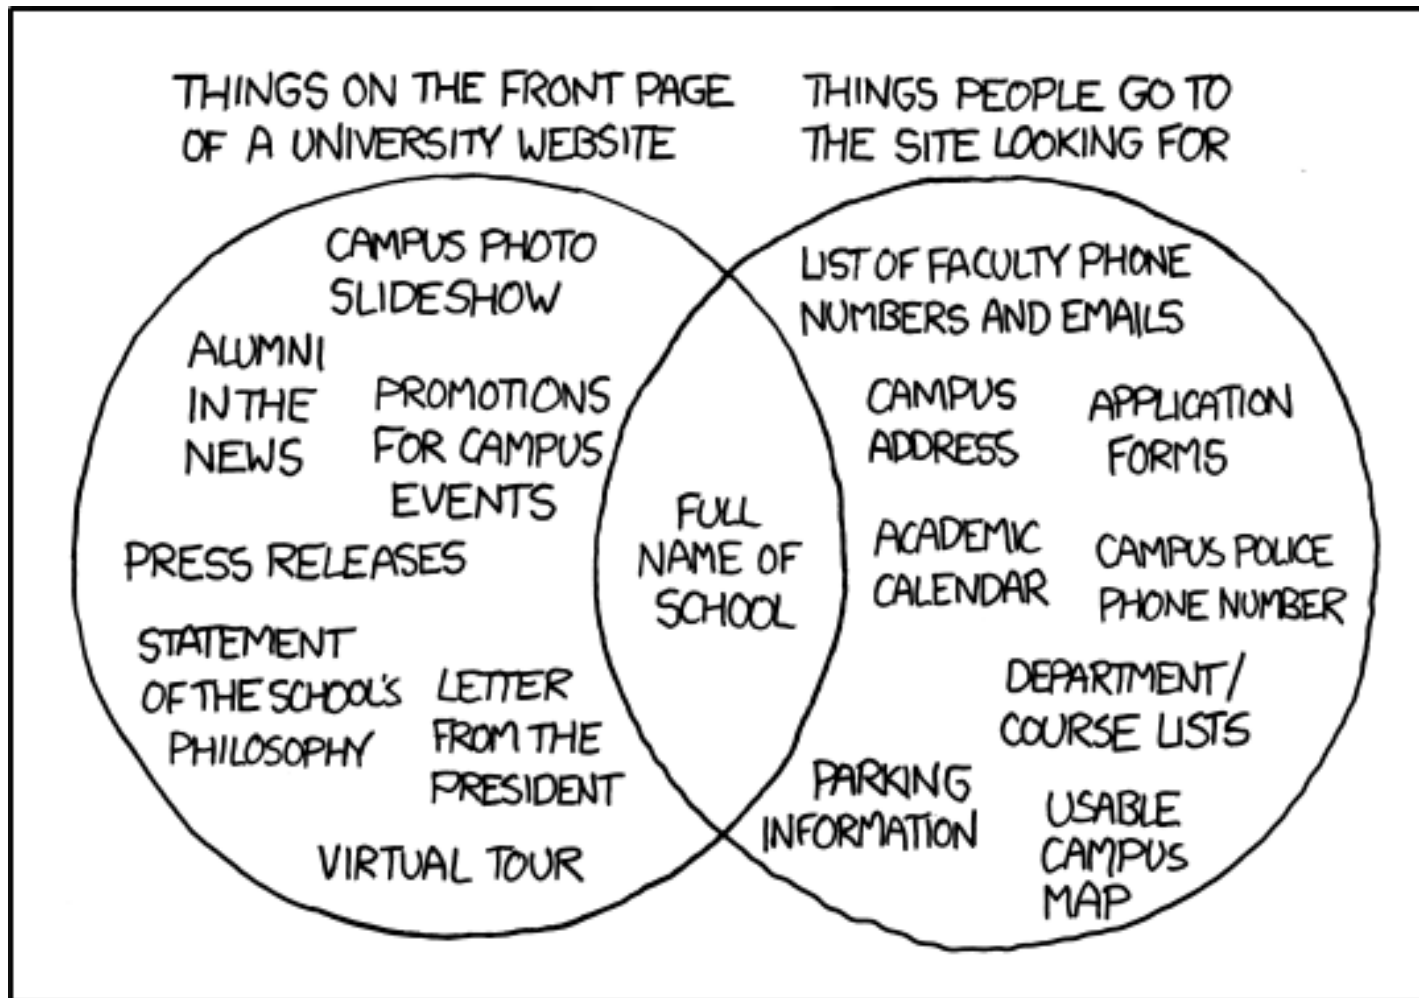 THINGS ON THE FRONT PAGE
OF A UNIVERSITY WEBSITE
THINGS PEOPLE GO TO
THE SITE LOOKING FOR
CAMPUS PHOTO
SLIDESHOW
ALUMNI
IN THE
NEWS
PROMOTIONS
FOR CAMPUS
EVENTS
PRESS RELEASES
STATEMENT
OF THE SCHOOL'S
PHILOSOPHY
LETTER
FROM THE
PRESIDENT
VIRTUAL TOUR
FULL
NAME OF
SCHOOL
LIST OF FACULTY PHONE
NUMBERS AND EMAILS
CAMPUS
ADDRESS
APPLICATION
FORMS
ACADEMIC
CALENDAR
CAMPUS POLICE
PHONE NUMBER
DEPARTMENT/
COURSE LISTS
PARKING
INFORMATION
USABLE
CAMPUS
MAP